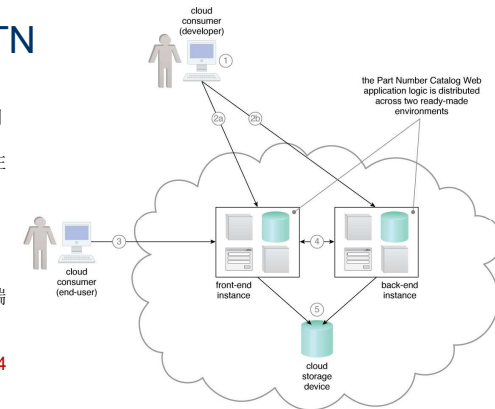 TN
cloud
consumer
(developer)
1
2a
2b
the Part Number Catalog Web
application logic is distributed
across two ready-made
environments
3
4
cloud
consumer
(end-user)
front-end
instance
back-end
instance
5
cloud
storage
device
端
4